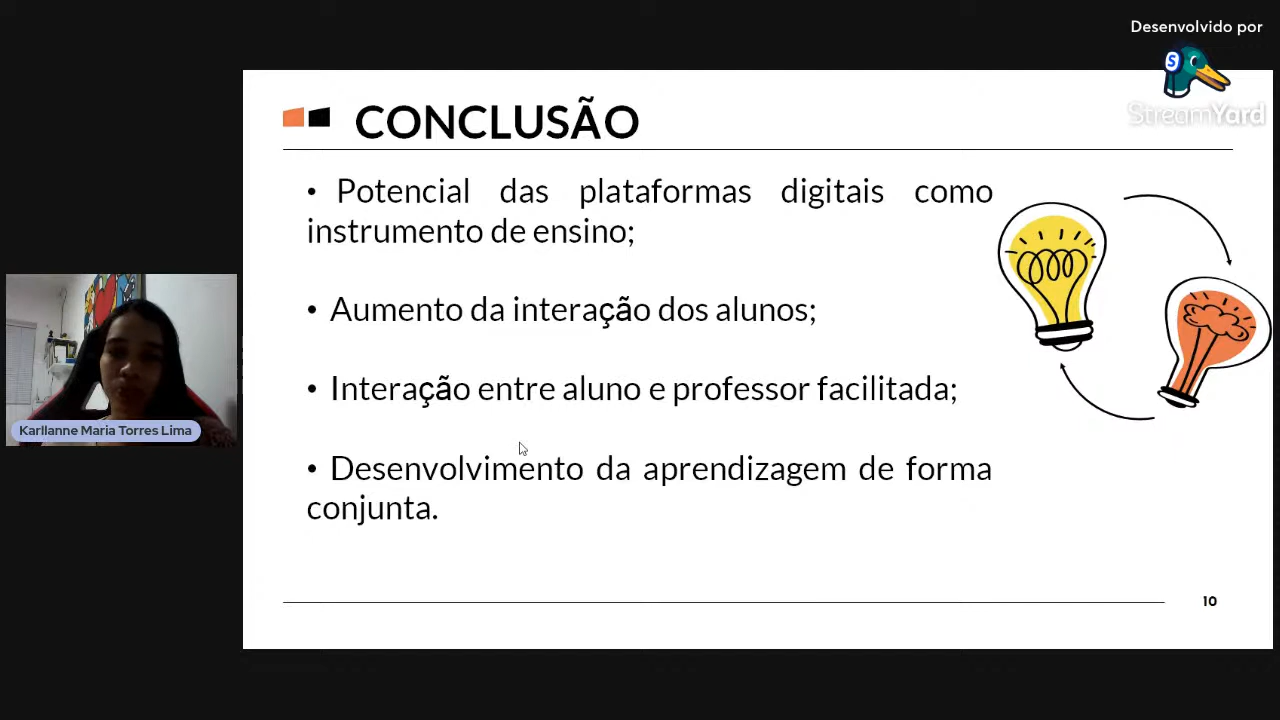 Desenvolvido por
StreamYard
CONCLUSÃO
• Potencial das plataformas digitais como
instrumento de ensino;
• Aumento da interação dos alunos;
• Interação entre aluno e professor facilitada;
• Desenvolvimento da aprendizagem de forma
conjunta.
Karllanne Maria Torres Lima
10